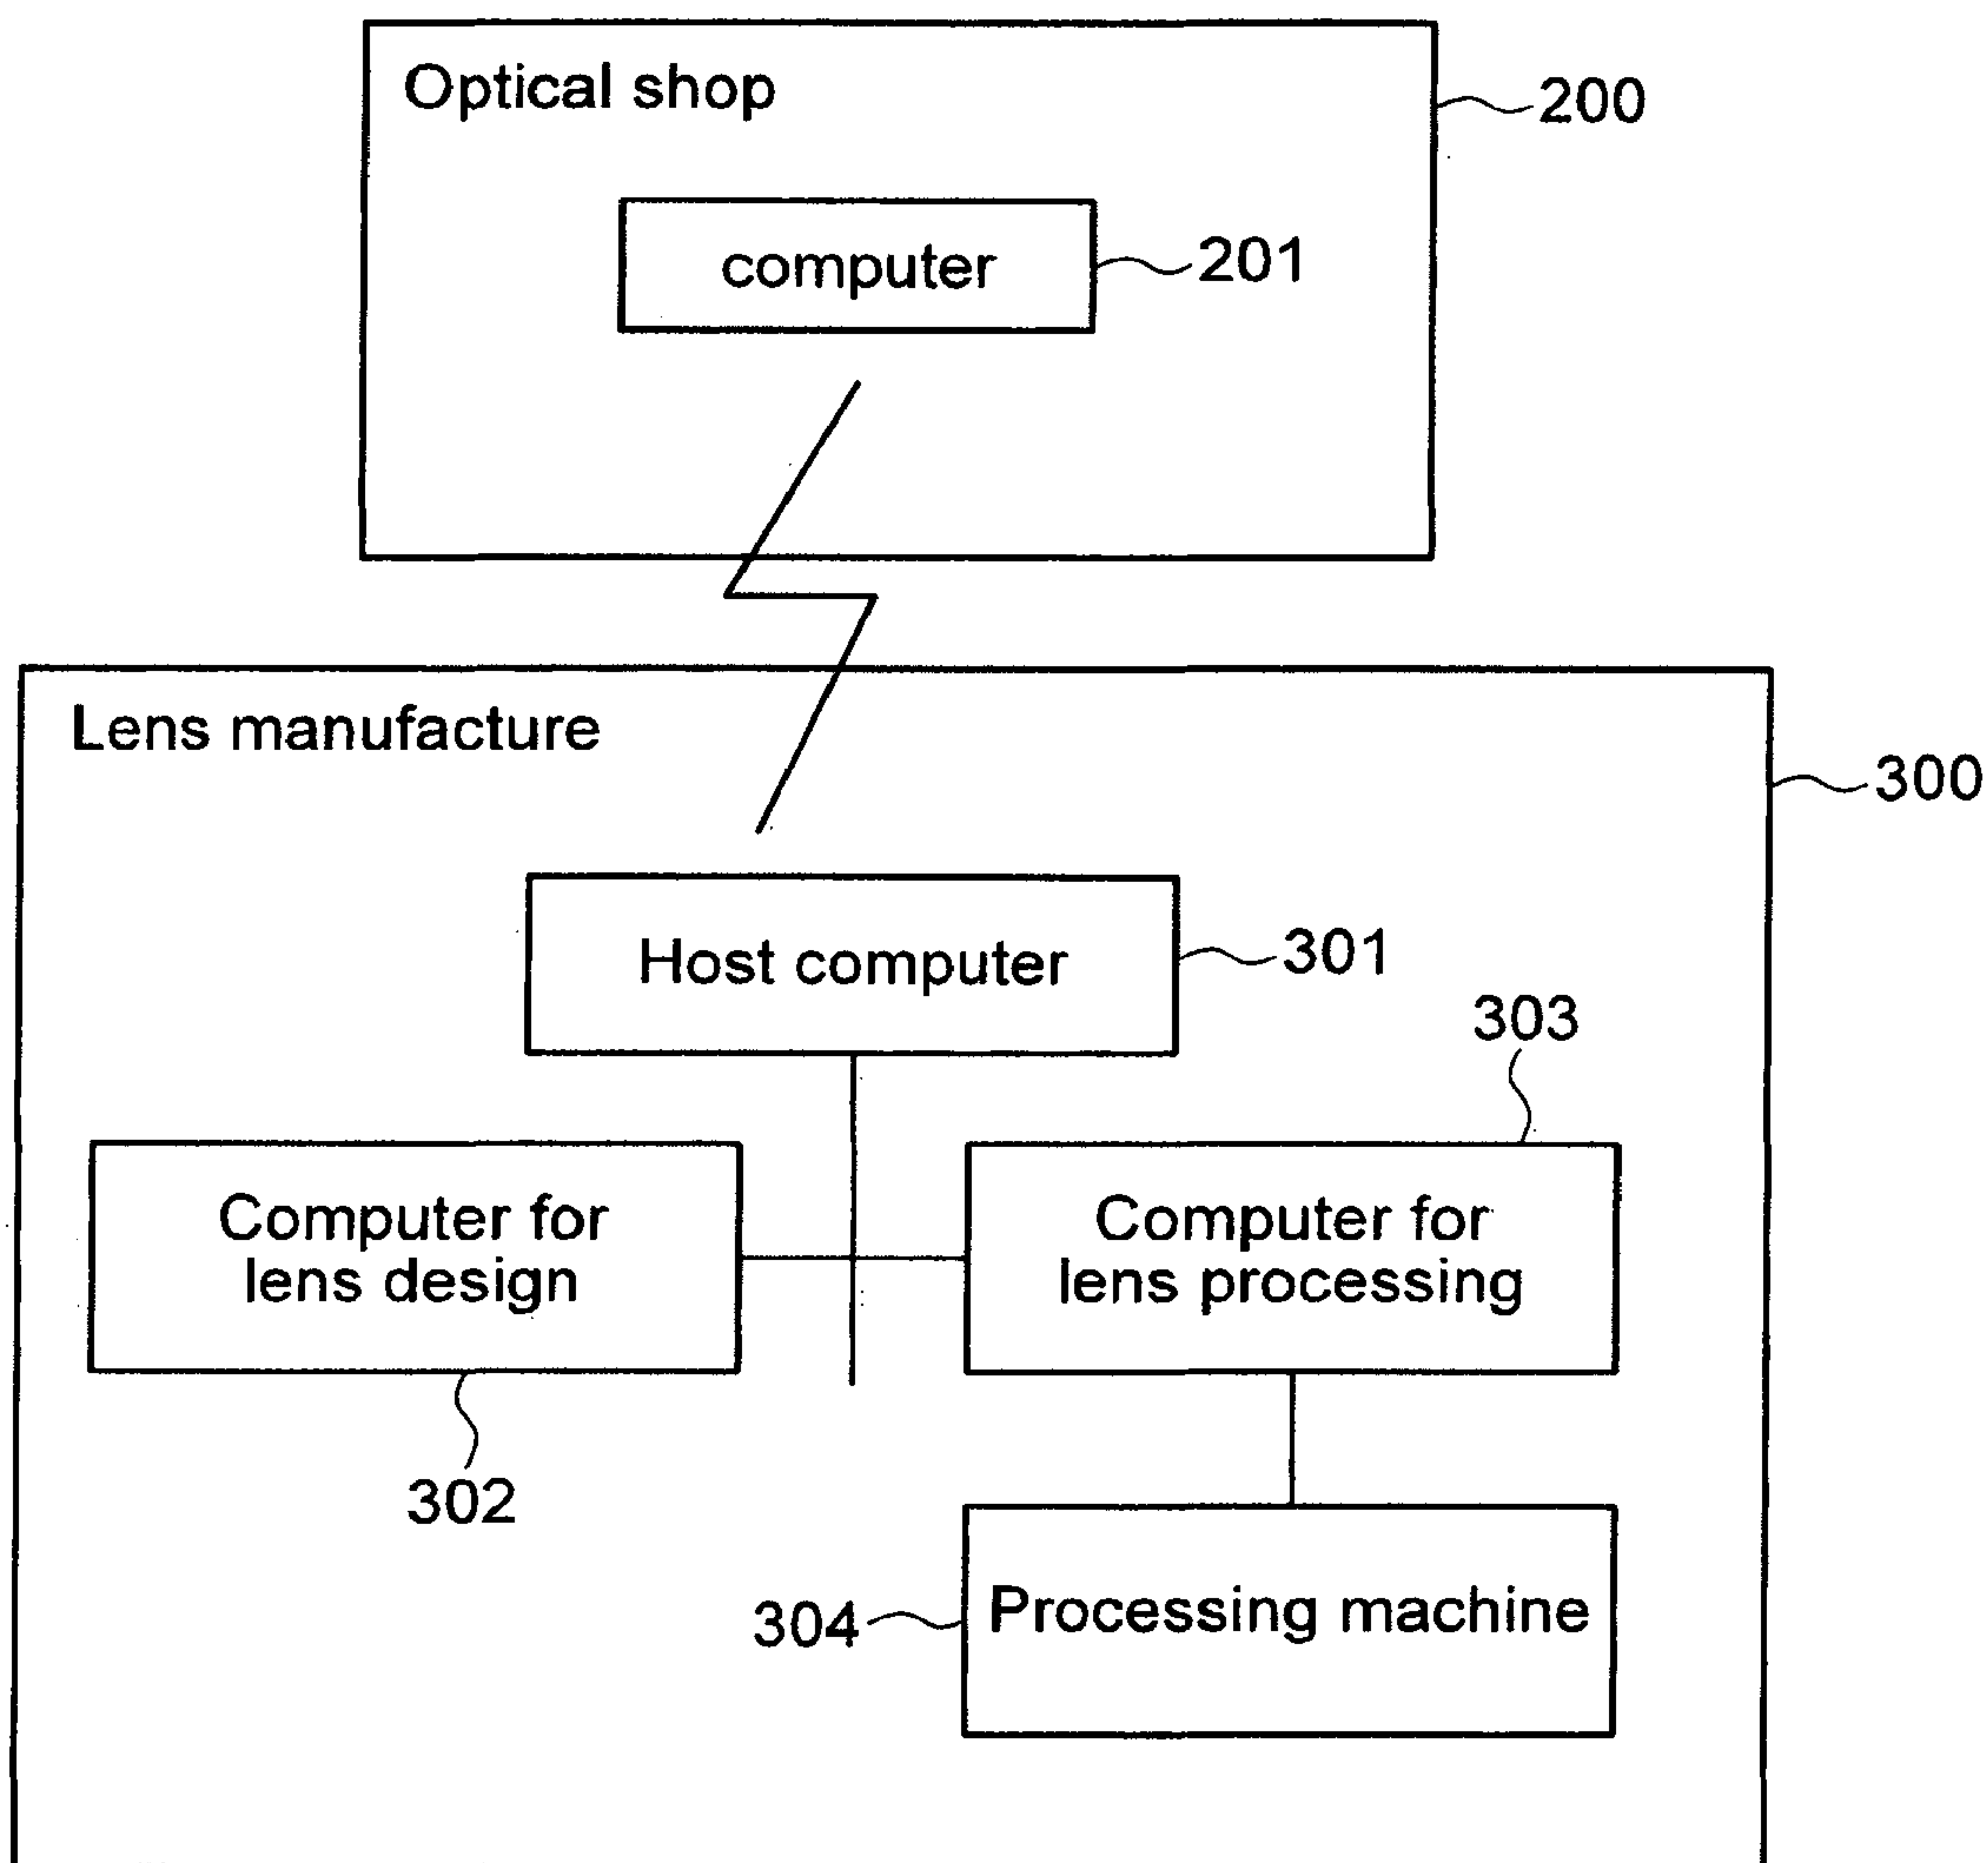 Optical shop
200
computer
201
Lens manufacture
300
Host computer
301
303
Computer for
lens design
Computer for
lens processing
302
304
Processing machine